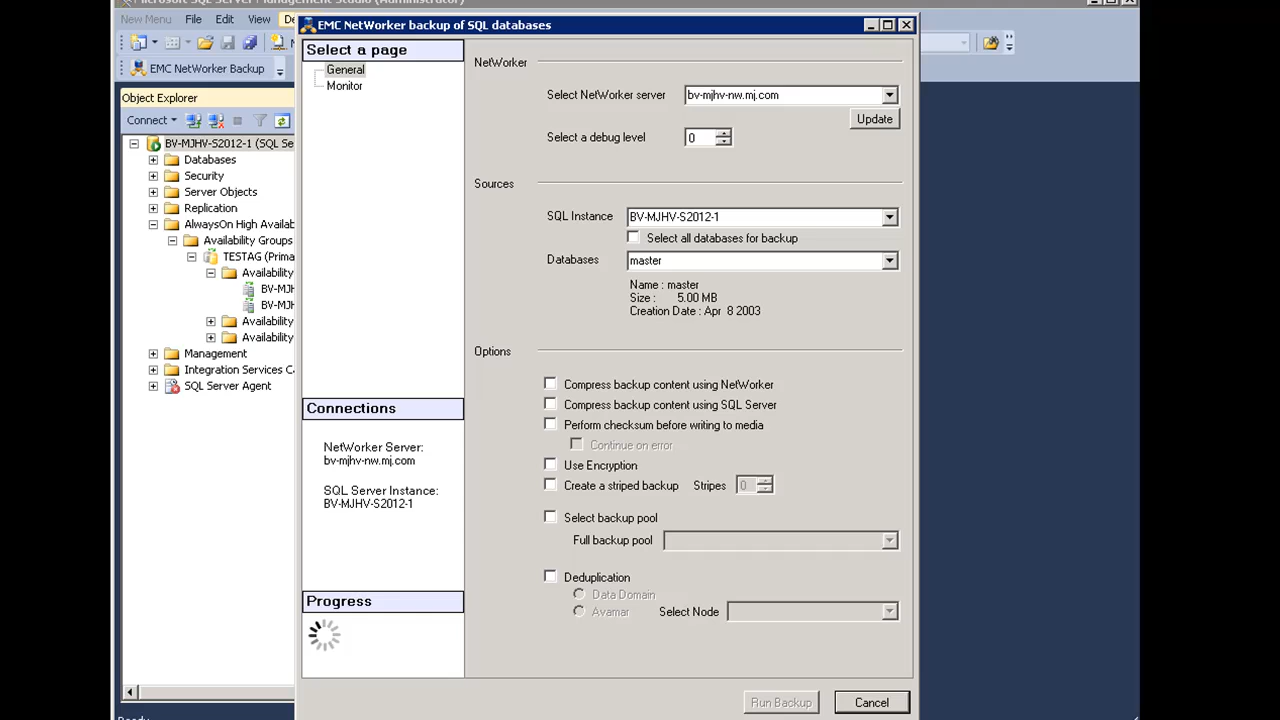 Microsoft SQL Server Management Studio (Administrator)
New Menu File Edit View De
EMC NetWorker Backup
Object Explorer
Connect
BV-MJHV-S2012-1 (SQL Se
Databases
Security
Server Objects
Replication
AlwaysOn High Availab
Availability Groups
TESTAG (Prima
Availability
BV-MJH
BV-MJH
Availability
Availability
Management
Integration Services C
SQL Server Agent
Ready
EMC NetWorker backup of SQL databases
Select a page
General
Monitor
Connections
NetWorker Server:
bv-mjhv-nw.mj.com
SQL Server Instance:
BV-MJHV-S2012-1
Progress
NetWorker
Select NetWorker server bv-mjhv-nw.mj.com
Update
Select a debug level 0
Sources
SQL Instance BV-MJHV-S2012-1
Select all databases for backup
Databases master
Name : master
Size : 5.00 MB
Creation Date : Apr 8 2003
Options
Compress backup content using NetWorker
Compress backup content using SQL Server
Perform checksum before writing to media
Continue on error
Use Encryption
Create a striped backup Stripes 0
Select backup pool
Full backup pool
Deduplication
Data Domain
Avamar Select Node
Run Backup Cancel